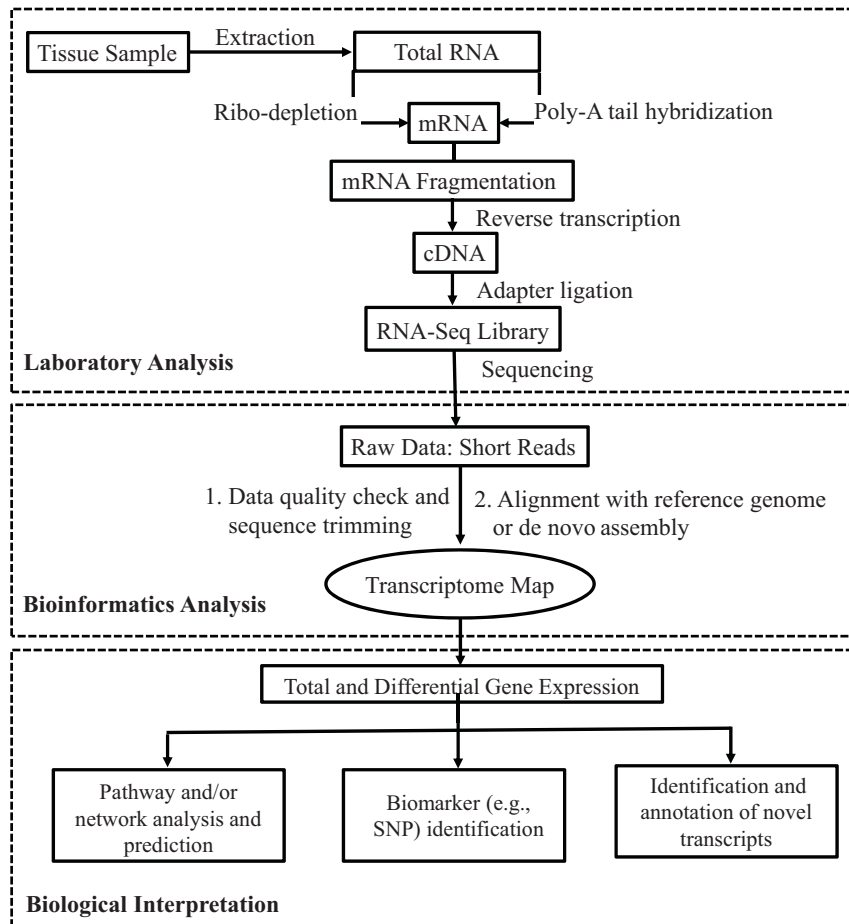 Extraction
Tissue Sample
Total RNA
Ribo-depletion
Poly-A tail hybridization
mRNA
mRNA Fragmentation
Reverse transcription
cDNA
Adapter ligation
RNA-Seq Library
Laboratory Analysis
Sequencing
Raw Data: Short Reads
1. Data quality check and
sequence trimming
2. Alignment with reference genome
or de novo assembly
Transcriptome Map
Bioinformatics Analysis
Total and Differential Gene Expression
Pathway and/or
network analysis and
prediction
Biomarker (e.g.,
SNP) identification
Identification and
annotation of novel
transcripts
Biological Interpretation